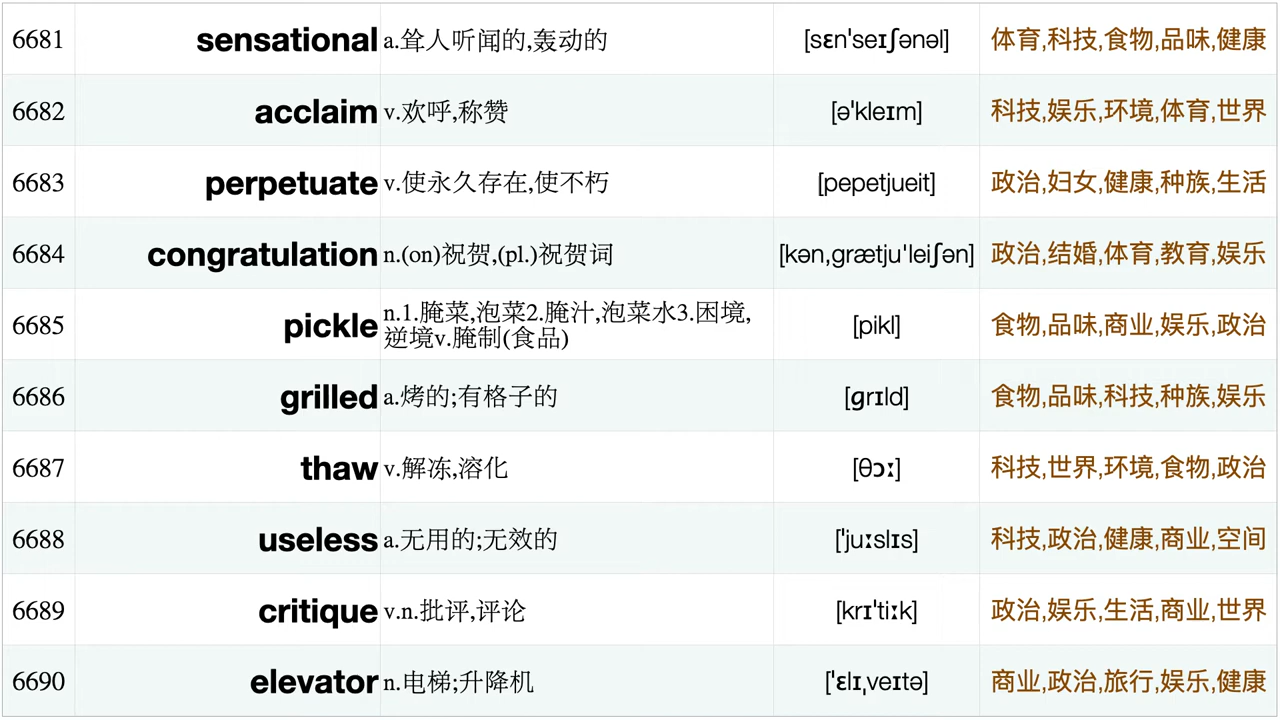 6681 sensational a.耸人听闻的,轰动的 [sɛnˈseɪʃənəl] 体育,科技,食物,品味,健康
6682 acclaim v.欢呼,称赞 [əˈkleɪm] 科技,娱乐,环境,体育,世界
6683 perpetuate v.使永久存在,使不朽 [pepetjueit] 政治,妇女,健康,种族,生活
6684 congratulation n.(on)祝贺,(pl.)祝贺词 [kən,grætju'leiʃən] 政治,结婚,体育,教育,娱乐
6685 pickle n.1.腌菜,泡菜2.腌汁,泡菜水3.困境,
逆境v.腌制(食品) [pikl] 食物,品味,商业,娱乐,政治
6686 grilled a.烤的;有格子的 [ɡrɪld] 食物,品味,科技,种族,娱乐
6687 thaw v.解冻,溶化 [θɔː] 科技,世界,环境,食物,政治
6688 useless a.无用的;无效的 [ˈjuːslɪs] 科技,政治,健康,商业,空间
6689 critique v.n.批评,评论 [krɪˈtiːk] 政治,娱乐,生活,商业,世界
6690 elevator n.电梯;升降机 [ˈɛlɪˌveɪtə] 商业,政治,旅行,娱乐,健康